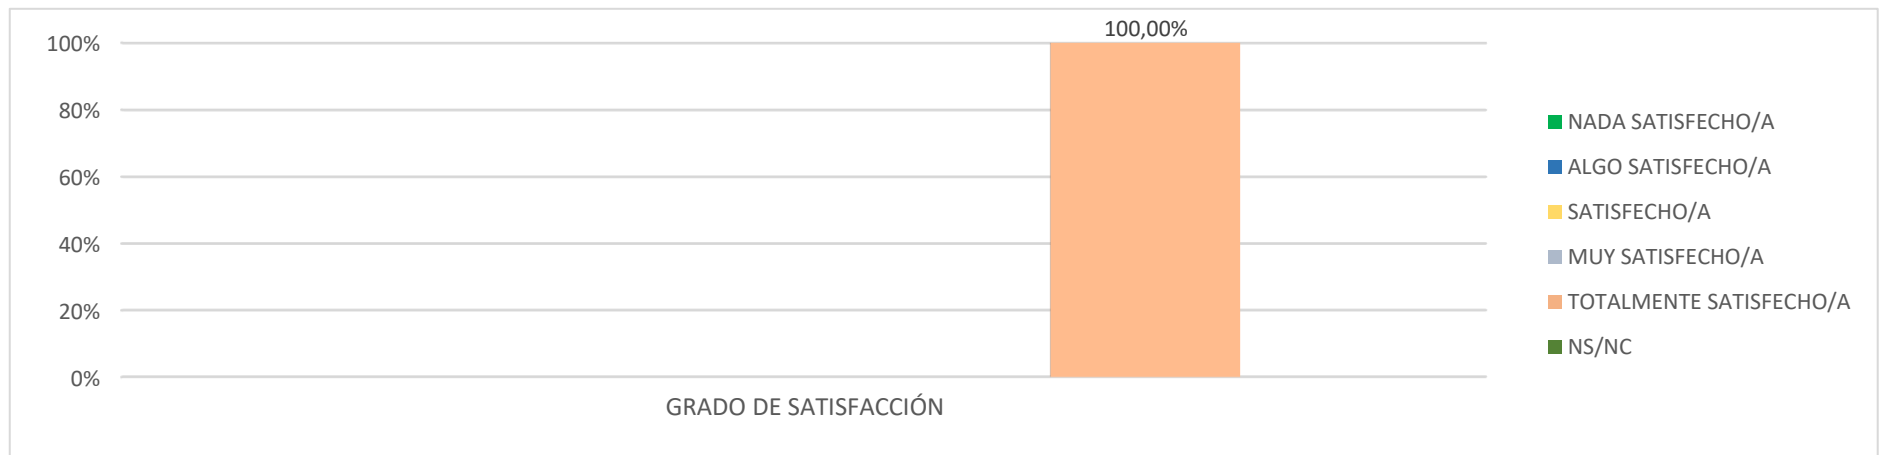 100,00%
100%
80%
60%
40%
20%
0%
GRADO DE SATISFACCIÓN
NADA SATISFECHO/A
ALGO SATISFECHO/A
SATISFECHO/A
MUY SATISFECHO/A
TOTALMENTE SATISFECHO/A
NS/NC